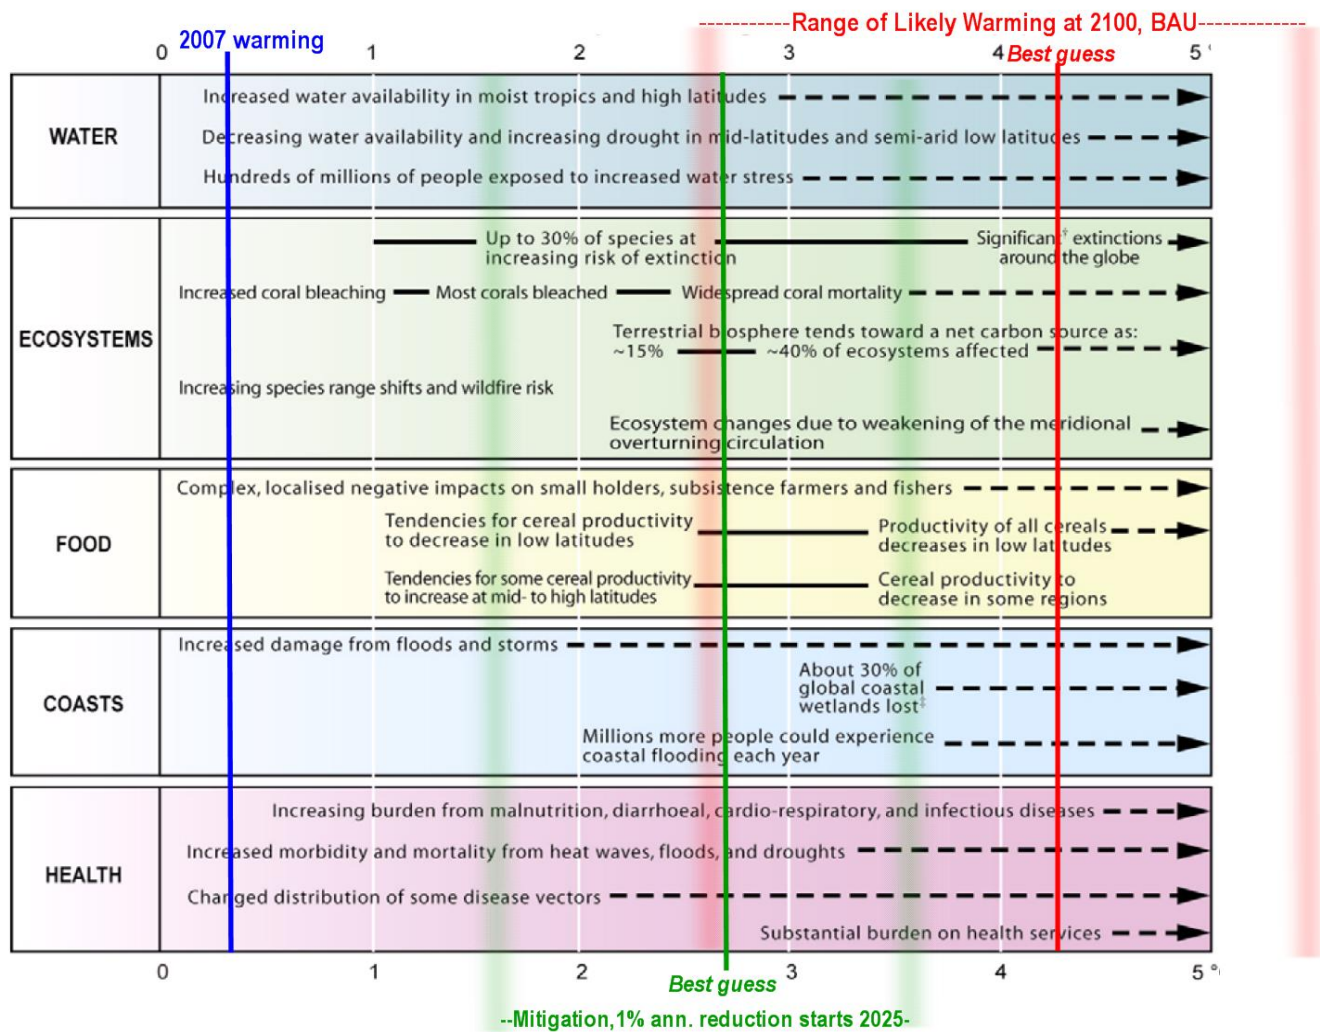 ------------Range of Likely Warming at 2100, BAU-------------
2007 warming
0 1 2 3 4 Best guess 5 °
WATER
Increased water availability in moist tropics and high latitudes
Decreasing water availability and increasing drought in mid-latitudes and semi-arid low latitudes
Hundreds of millions of people exposed to increased water stress
ECOSYSTEMS
Up to 30% of species at
increasing risk of extinction
Significant† extinctions
around the globe
Increased coral bleaching Most corals bleached Widespread coral mortality
Terrestrial biosphere tends toward a net carbon source as:
~15% ~40% of ecosystems affected
Increasing species range shifts and wildfire risk
Ecosystem changes due to weakening of the meridional
overturning circulation
FOOD
Complex, localised negative impacts on small holders, subsistence farmers and fishers
Tendencies for cereal productivity
to decrease in low latitudes
Productivity of all cereals
decreases in low latitudes
Tendencies for some cereal productivity
to increase at mid- to high latitudes
Cereal productivity to
decrease in some regions
COASTS
Increased damage from floods and storms
About 30% of
global coastal
wetlands lost‡
Millions more people could experience
coastal flooding each year
HEALTH
Increasing burden from malnutrition, diarrhoeal, cardio-respiratory, and infectious diseases
Increased morbidity and mortality from heat waves, floods, and droughts
Changed distribution of some disease vectors
Substantial burden on health services
0 1 2 3 4 5 °
Best guess
--Mitigation,1% ann. reduction starts 2025-